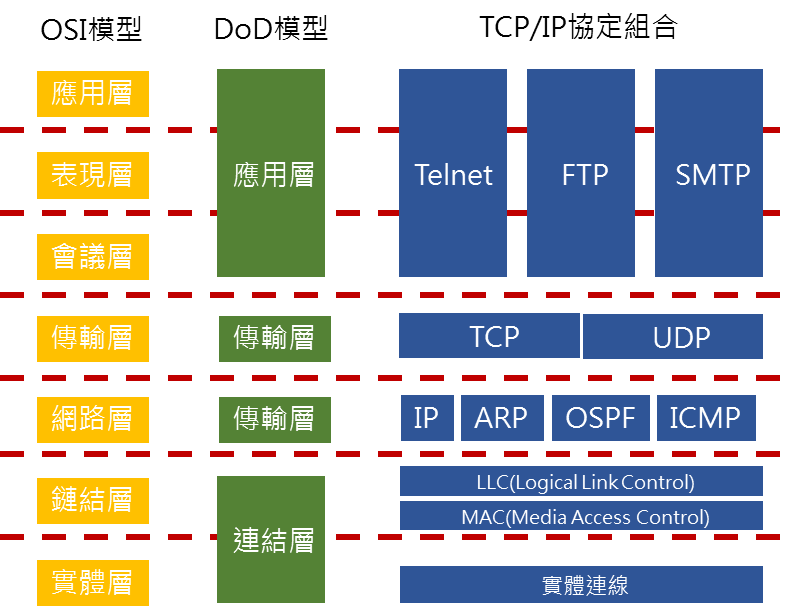 OSI模型
DoD模型
TCP/IP協定組合
應用層
表現層
應用層
Telnet
FTP
SMTP
會議層
傳輸層
傳輸層
TCP
UDP
網路層
傳輸層
IP
ARP
OSPF
ICMP
鏈結層
LLC(Logical Link Control)
MAC(Media Access Control)
連結層
實體層
實體連線